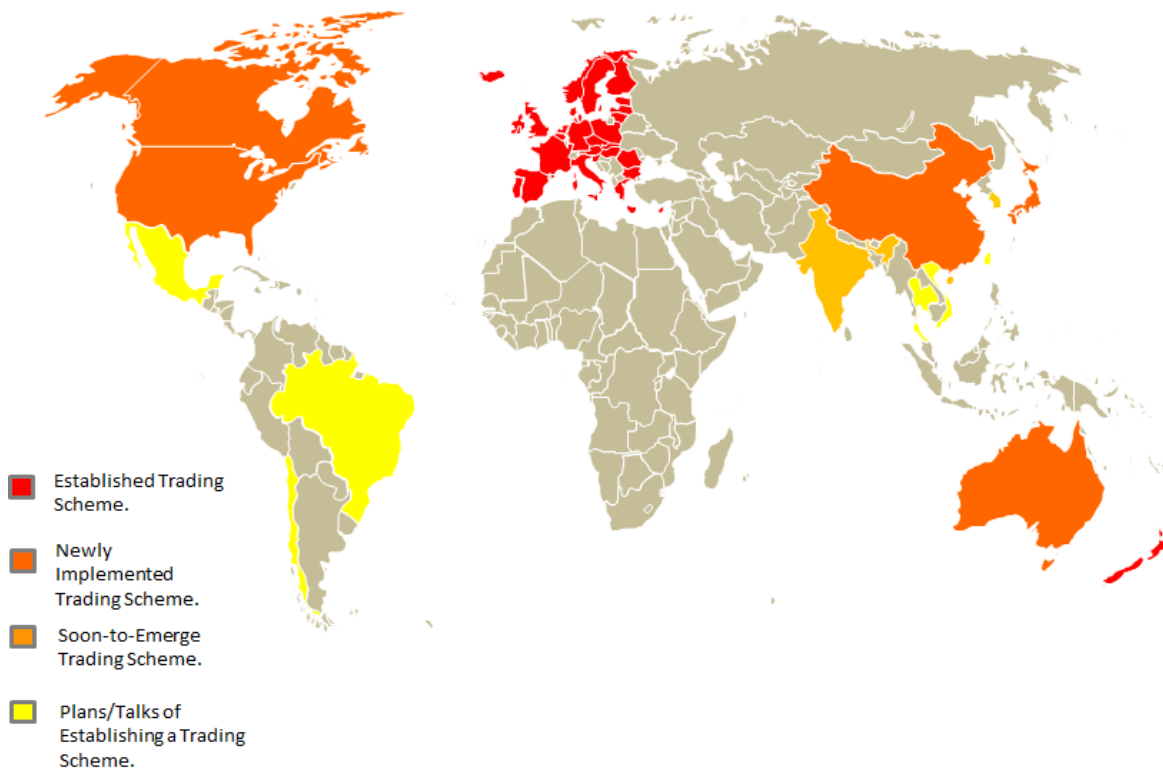 Established Trading
Scheme.
Newly
Implemented
Trading Scheme.
Soon-to-Emerge
Trading Scheme.
Plans/Talks of
Establishing a Trading
Scheme.